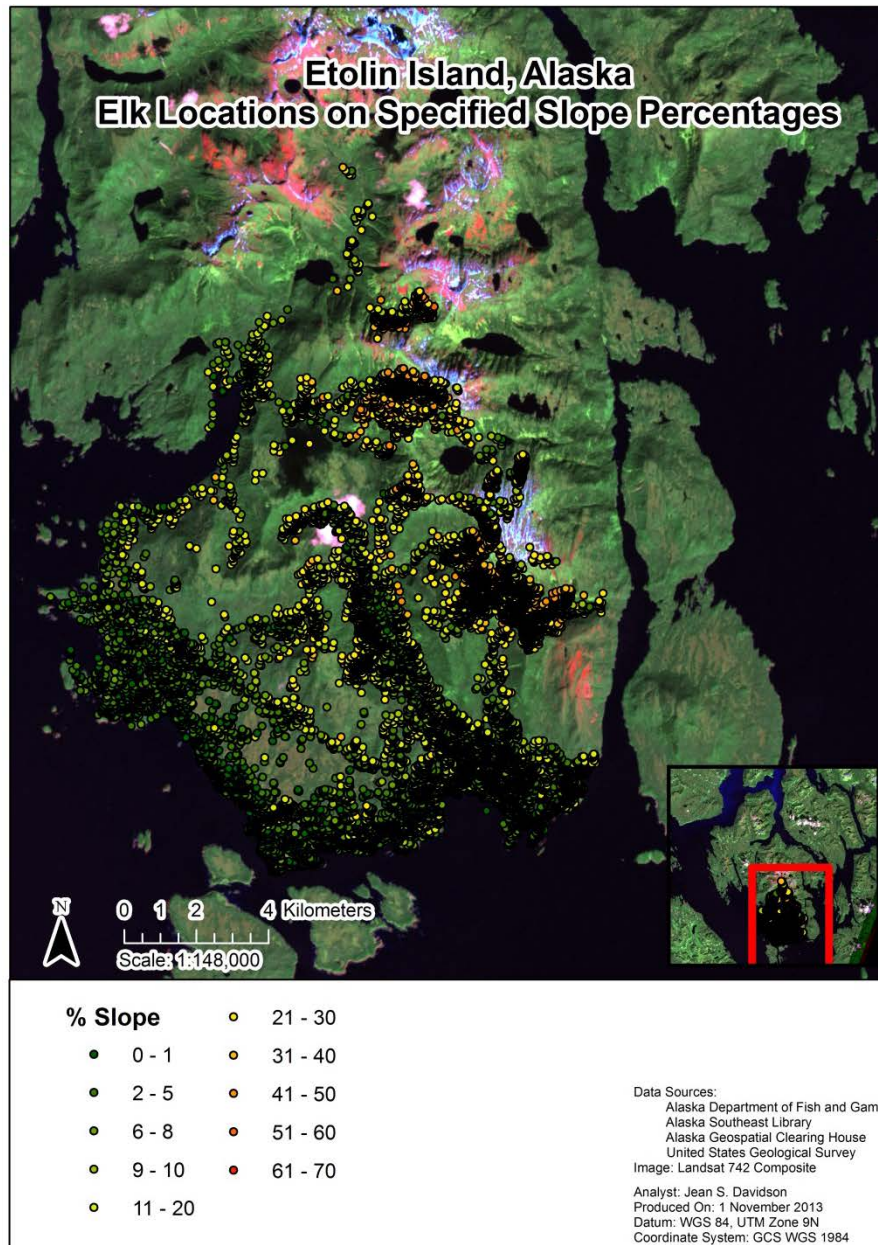 Etolin Island, Alaska
Elk Locations on Specified Slope Percentages
N
0 1 2 4 Kilometers
Scale: 1:148,000
% Slope
0 - 1
2 - 5
6 - 8
9 - 10
11 - 20
21 - 30
31 - 40
41 - 50
51 - 60
61 - 70
Data Sources:
Alaska Department of Fish and Gam
Alaska Southeast Library
Alaska Geospatial Clearing House
United States Geological Survey
Image: Landsat 742 Composite
Analyst: Jean S. Davidson
Produced On: 1 November 2013
Datum: WGS 84, UTM Zone 9N
Coordinate System: GCS WGS 1984